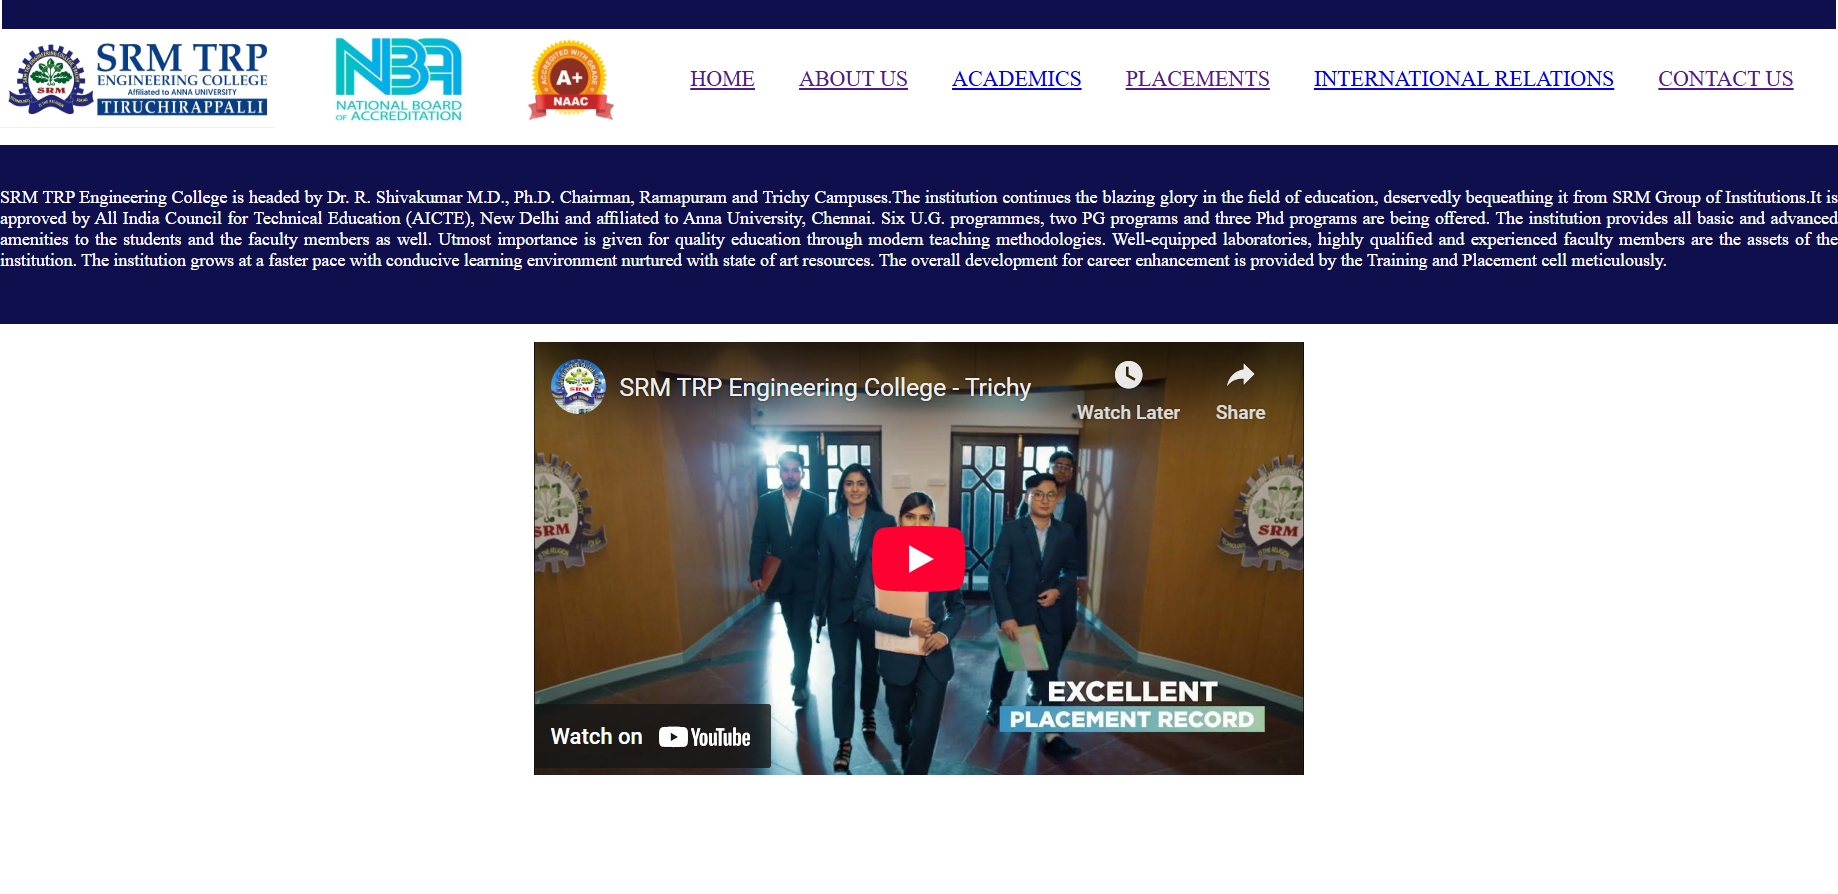 SRM TRP
ENGINEERING COLLEGE
Affiliated to ANNA UNIVERSITY
TIRUCHIRAPPALLI
SRM
NBA
NATIONAL BOARD
OF ACCREDITATION
ACCREDITED WITH GRADE
A+
NAAC
HOME ABOUT US ACADEMICS PLACEMENTS INTERNATIONAL RELATIONS CONTACT US
SRM TRP Engineering College is headed by Dr. R. Shivakumar M.D., Ph.D. Chairman, Ramapuram and Trichy Campuses.The institution continues the blazing glory in the field of education, deservedly bequeathing it from SRM Group of Institutions.It is
approved by All India Council for Technical Education (AICTE), New Delhi and affiliated to Anna University, Chennai. Six U.G. programmes, two PG programs and three Phd programs are being offered. The institution provides all basic and advanced
amenities to the students and the faculty members as well. Utmost importance is given for quality education through modern teaching methodologies. Well-equipped laboratories, highly qualified and experienced faculty members are the assets of the
institution. The institution grows at a faster pace with conducive learning environment nurtured with state of art resources. The overall development for career enhancement is provided by the Training and Placement cell meticulously.
SRM TRP Engineering College - Trichy
Watch Later Share
SRM
SRM
EXCELLENT
PLACEMENT RECORD
Watch on YouTube